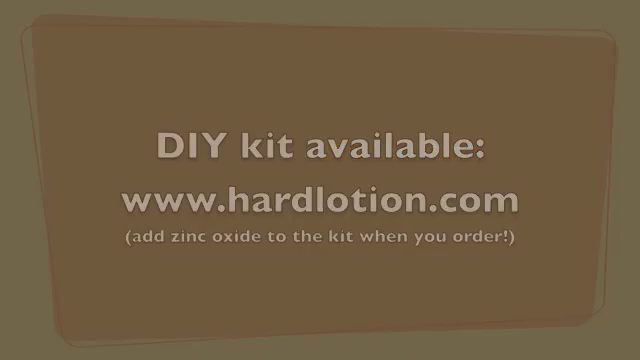 DIY kit available:
www.hardlotion.com
(add zinc oxide to the kit when you order!)